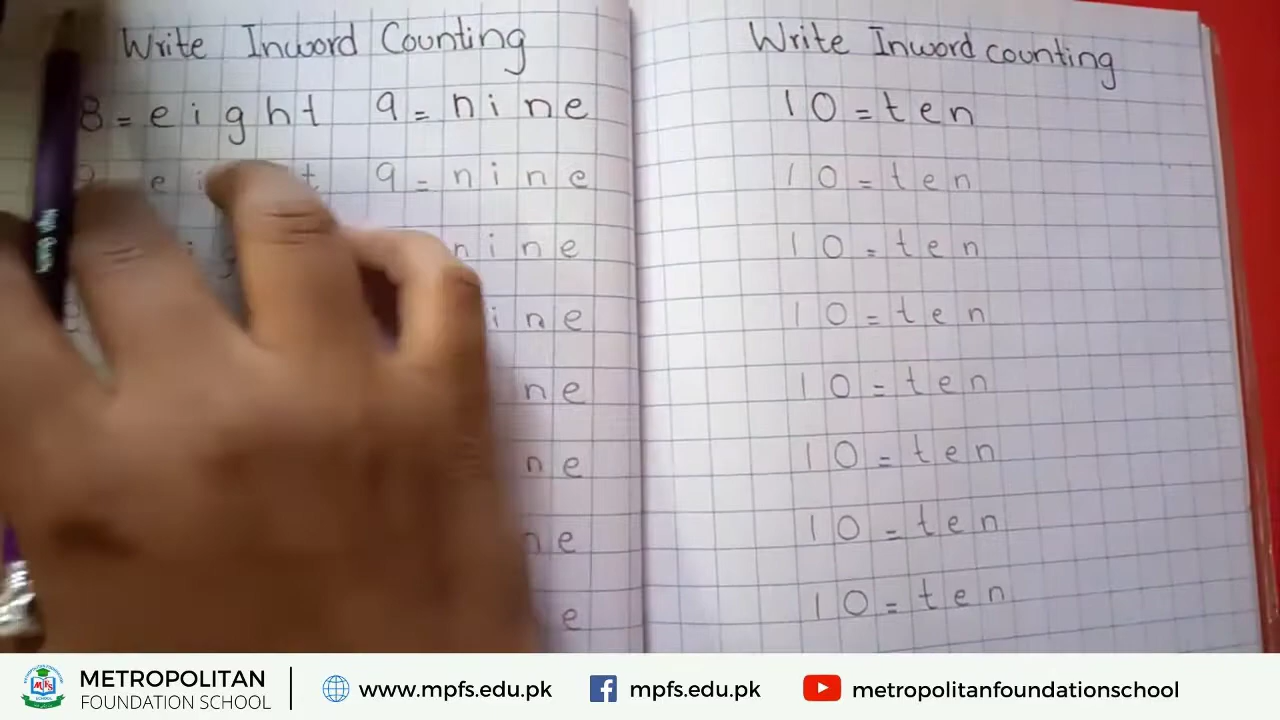 Write Inword Counting
8 = eight 9 = nine
e t 9 = nine
= nine
ine
ne
ne
ne
e
Write Inword counting
10 = ten
10 = ten
10 = ten
10 = ten
10 = ten
10 = ten
10 = ten
10 = ten
METROPOLITAN
FOUNDATION SCHOOL
www.mpfs.edu.pk
mpfs.edu.pk
metropolitanfoundationschool